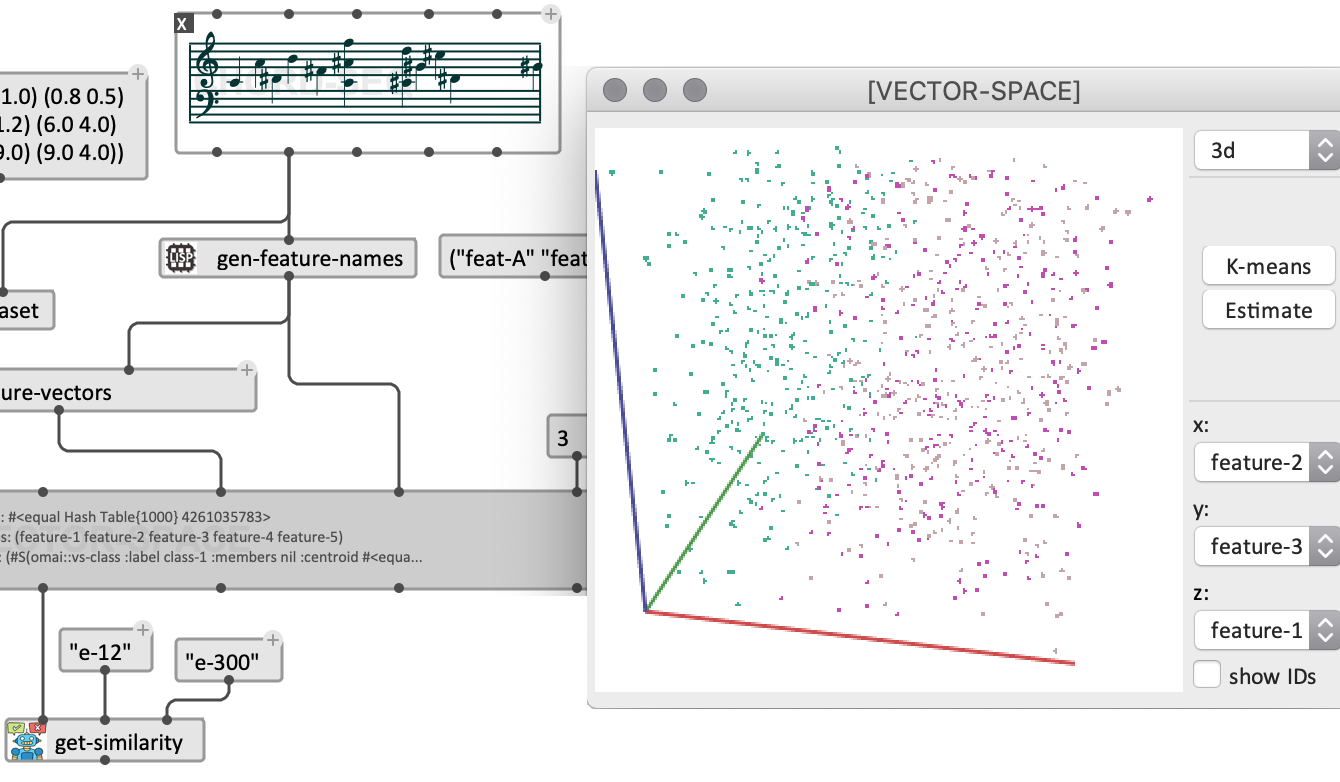 X
1.0) (0.8 0.5)
1.2) (6.0 4.0)
9.0) (9.0 4.0))
LISP
gen-feature-names
("feat-A" "feat
aset
ure-vectors
3
: #<equal Hash Table{1000} 4261035783>
s: (feature-1 feature-2 feature-3 feature-4 feature-5)
: (#S(omai::vs-class :label class-1 :members nil :centroid #<equa...
"e-12"
"e-300"
get-similarity
[VECTOR-SPACE]
3d
K-means
Estimate
x:
feature-2
y:
feature-3
z:
feature-1
show IDs